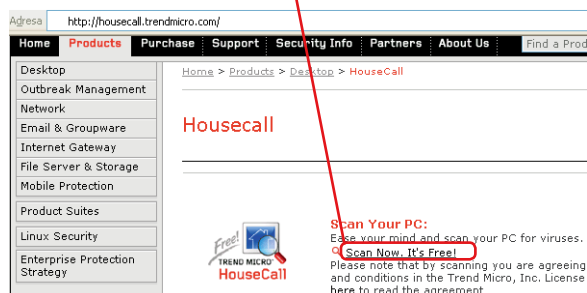 Adresa http://housecall.trendmicro.com/
Home Products Purchase Support Security Info Partners About Us Find a Prod
Desktop
Outbreak Management
Network
Email & Groupware
Internet Gateway
File Server & Storage
Mobile Protection
Product Suites
Linux Security
Enterprise Protection
Strategy
Home > Products > Desktop > HouseCall
Housecall
Free!
TREND MICRO
HouseCall
Scan Your PC:
Ease your mind and scan your PC for viruses.
Scan Now. It's Free!
Please note that by scanning you are agreeing
and conditions in the Trend Micro, Inc. License
here to read the agreement